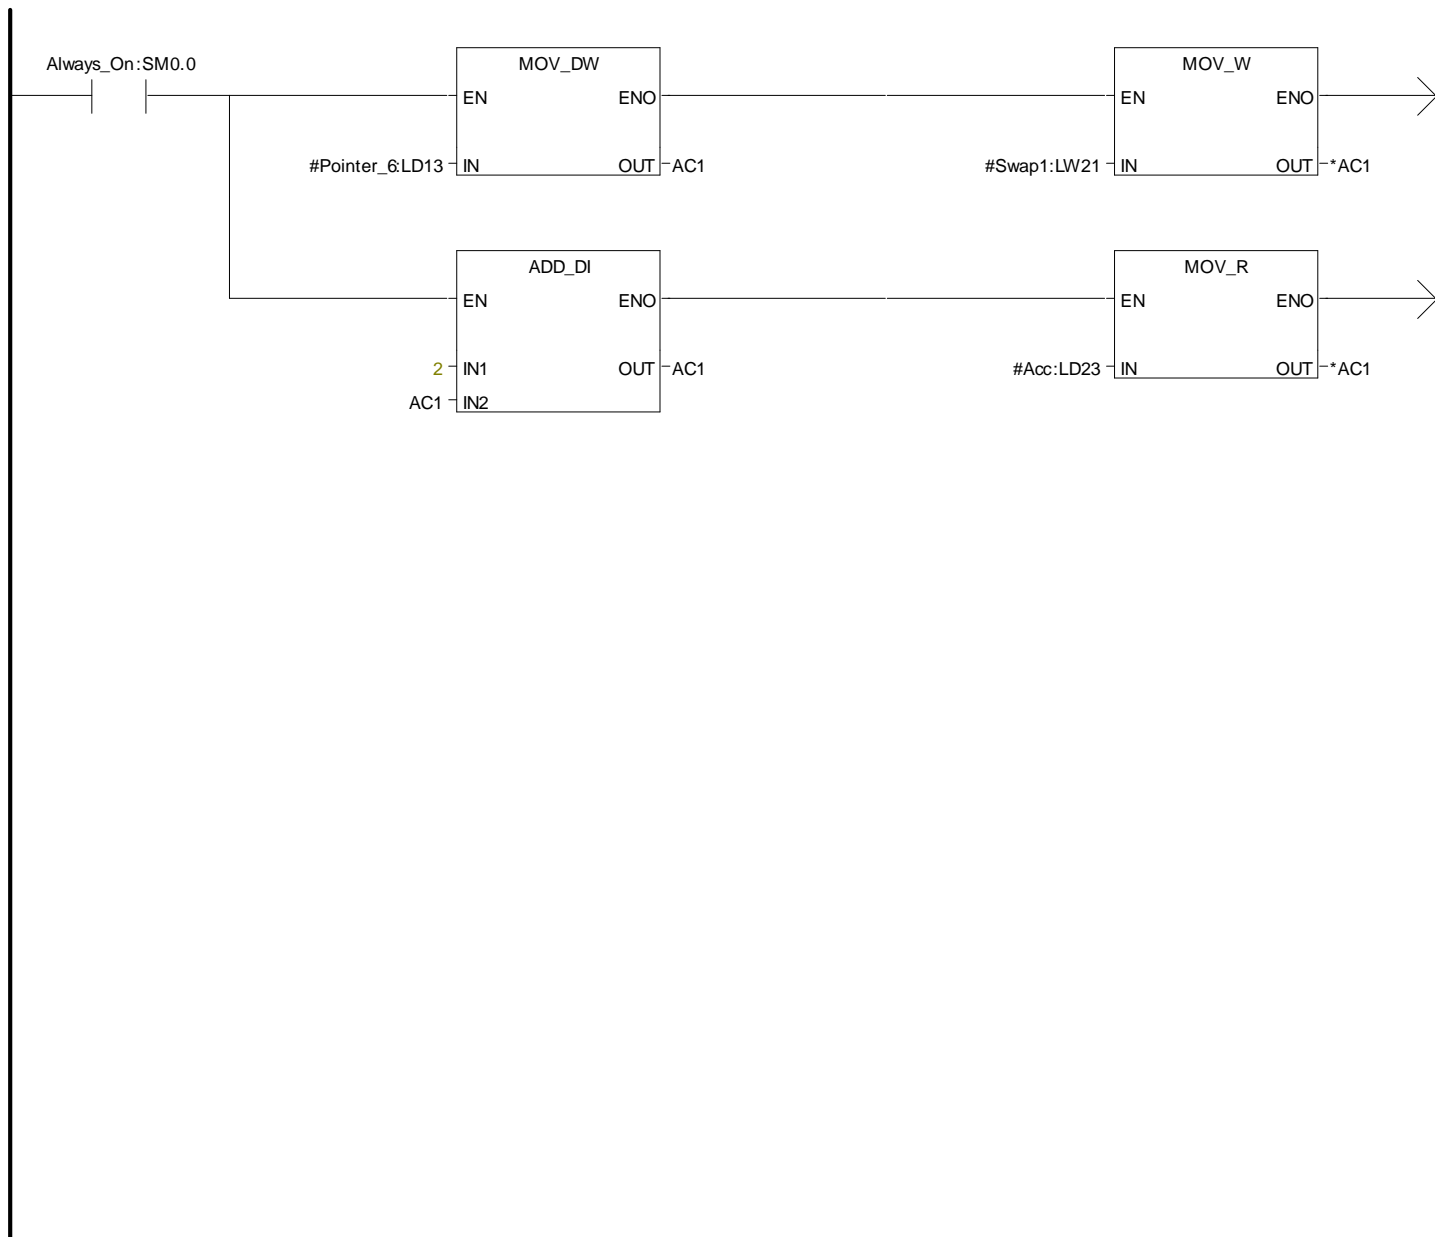 Always_On:SM0.0
MOV_DW
MOV_W
EN ENO
EN ENO
#Pointer_6:LD13 IN OUT AC1
#Swap1:LW21 IN OUT *AC1
ADD_DI
MOV_R
EN ENO
EN ENO
2 IN1 OUT AC1
#Acc:LD23 IN OUT *AC1
AC1 IN2